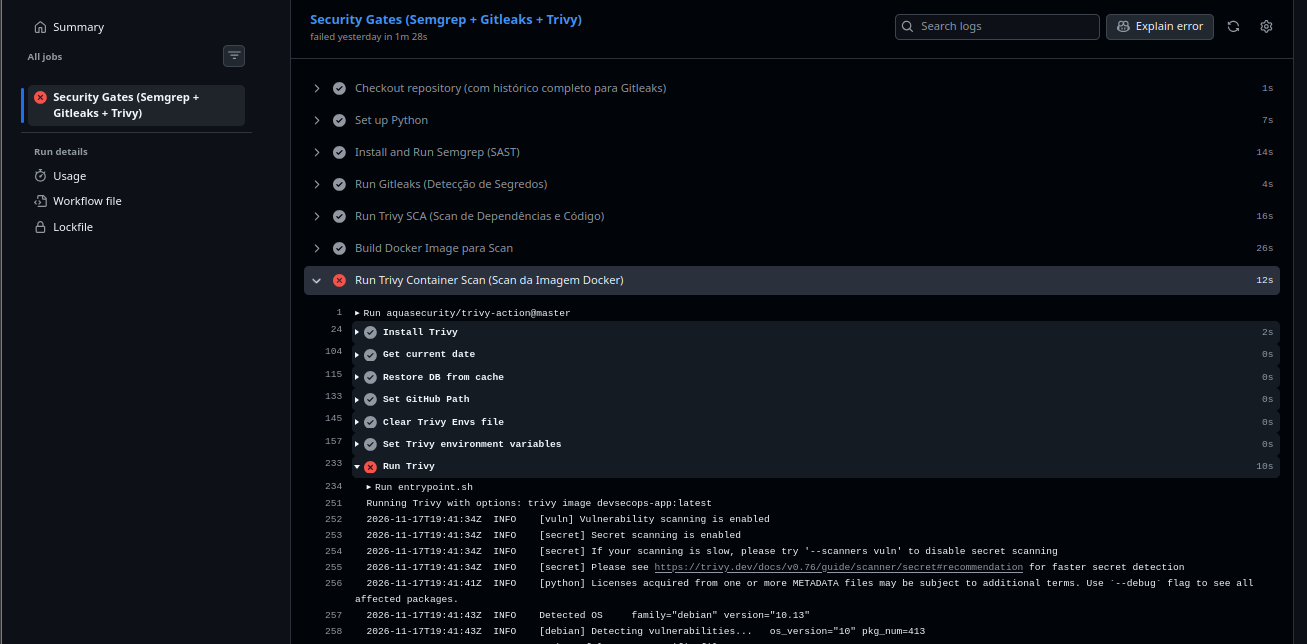 Summary
All jobs
Security Gates (Semgrep +
Gitleaks + Trivy)
Run details
Usage
Workflow file
Lockfile
Security Gates (Semgrep + Gitleaks + Trivy)
failed yesterday in 1m 28s
Search logs
Explain error
Checkout repository (com histórico completo para Gitleaks) 1s
Set up Python 7s
Install and Run Semgrep (SAST) 14s
Run Gitleaks (Detecção de Segredos) 4s
Run Trivy SCA (Scan de Dependências e Código) 16s
Build Docker Image para Scan 26s
Run Trivy Container Scan (Scan da Imagem Docker) 12s
1 Run aquasecurity/trivy-action@master
24 Install Trivy 2s
104 Get current date 0s
115 Restore DB from cache 0s
133 Set GitHub Path 0s
145 Clear Trivy Envs file 0s
157 Set Trivy environment variables 0s
233 Run Trivy 10s
234 Run entrypoint.sh
251 Running Trivy with options: trivy image devsecops-app:latest
252 2026-11-17T19:41:34Z INFO [vuln] Vulnerability scanning is enabled
253 2026-11-17T19:41:34Z INFO [secret] Secret scanning is enabled
254 2026-11-17T19:41:34Z INFO [secret] If your scanning is slow, please try '--scanners vuln' to disable secret scanning
255 2026-11-17T19:41:34Z INFO [secret] Please see https://trivy.dev/docs/v0.76/guide/scanner/secret#recommendation for faster secret detection
256 2026-11-17T19:41:41Z INFO [python] Licenses acquired from one or more METADATA files may be subject to additional terms. Use `--debug` flag to see all
affected packages.
257 2026-11-17T19:41:43Z INFO Detected OS family="debian" version="10.13"
258 2026-11-17T19:41:43Z INFO [debian] Detecting vulnerabilities... os_version="10" pkg_num=413